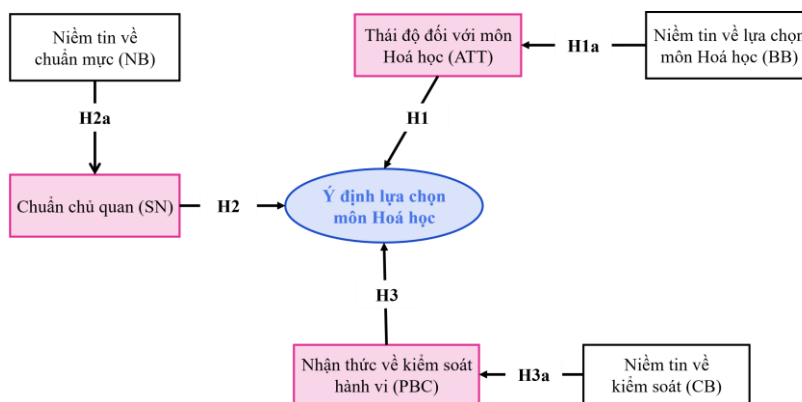 Niềm tin về
chuẩn mực (NB)
Thái độ đối với môn
Hoá học (ATT)
H1a
Niềm tin về lựa chọn
môn Hoá học (BB)
H2a
H1
Chuẩn chủ quan (SN)
H2
Ý định lựa chọn
môn Hoá học
H3
Nhận thức về kiểm soát
hành vi (PBC)
H3a
Niềm tin về
kiểm soát (CB)